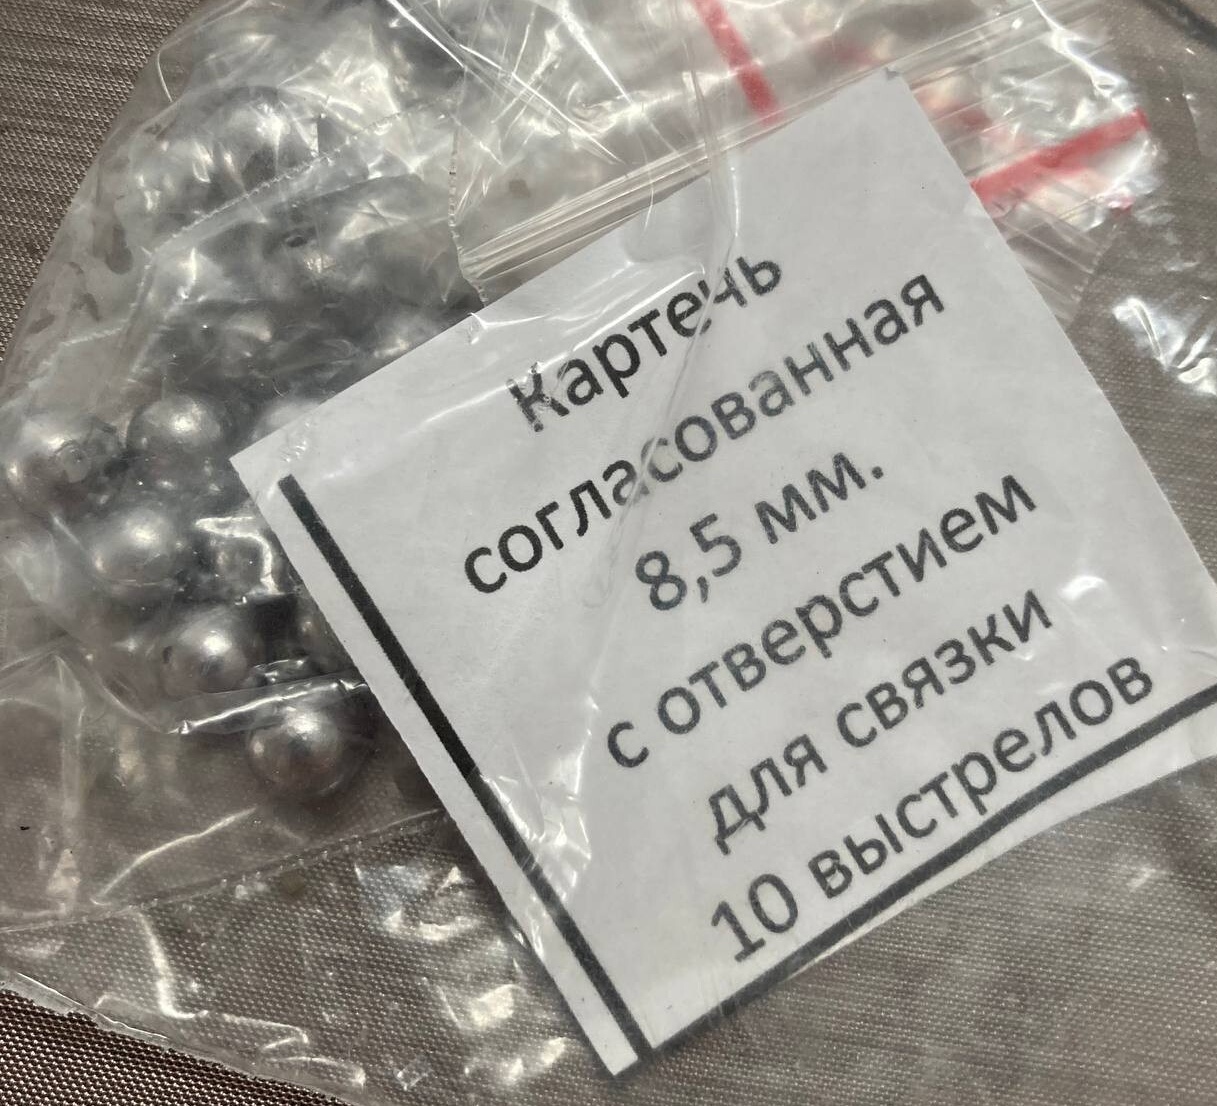 Картечь
согласованная
8,5 мм.
с отверстием
для связки
10 выстрелов